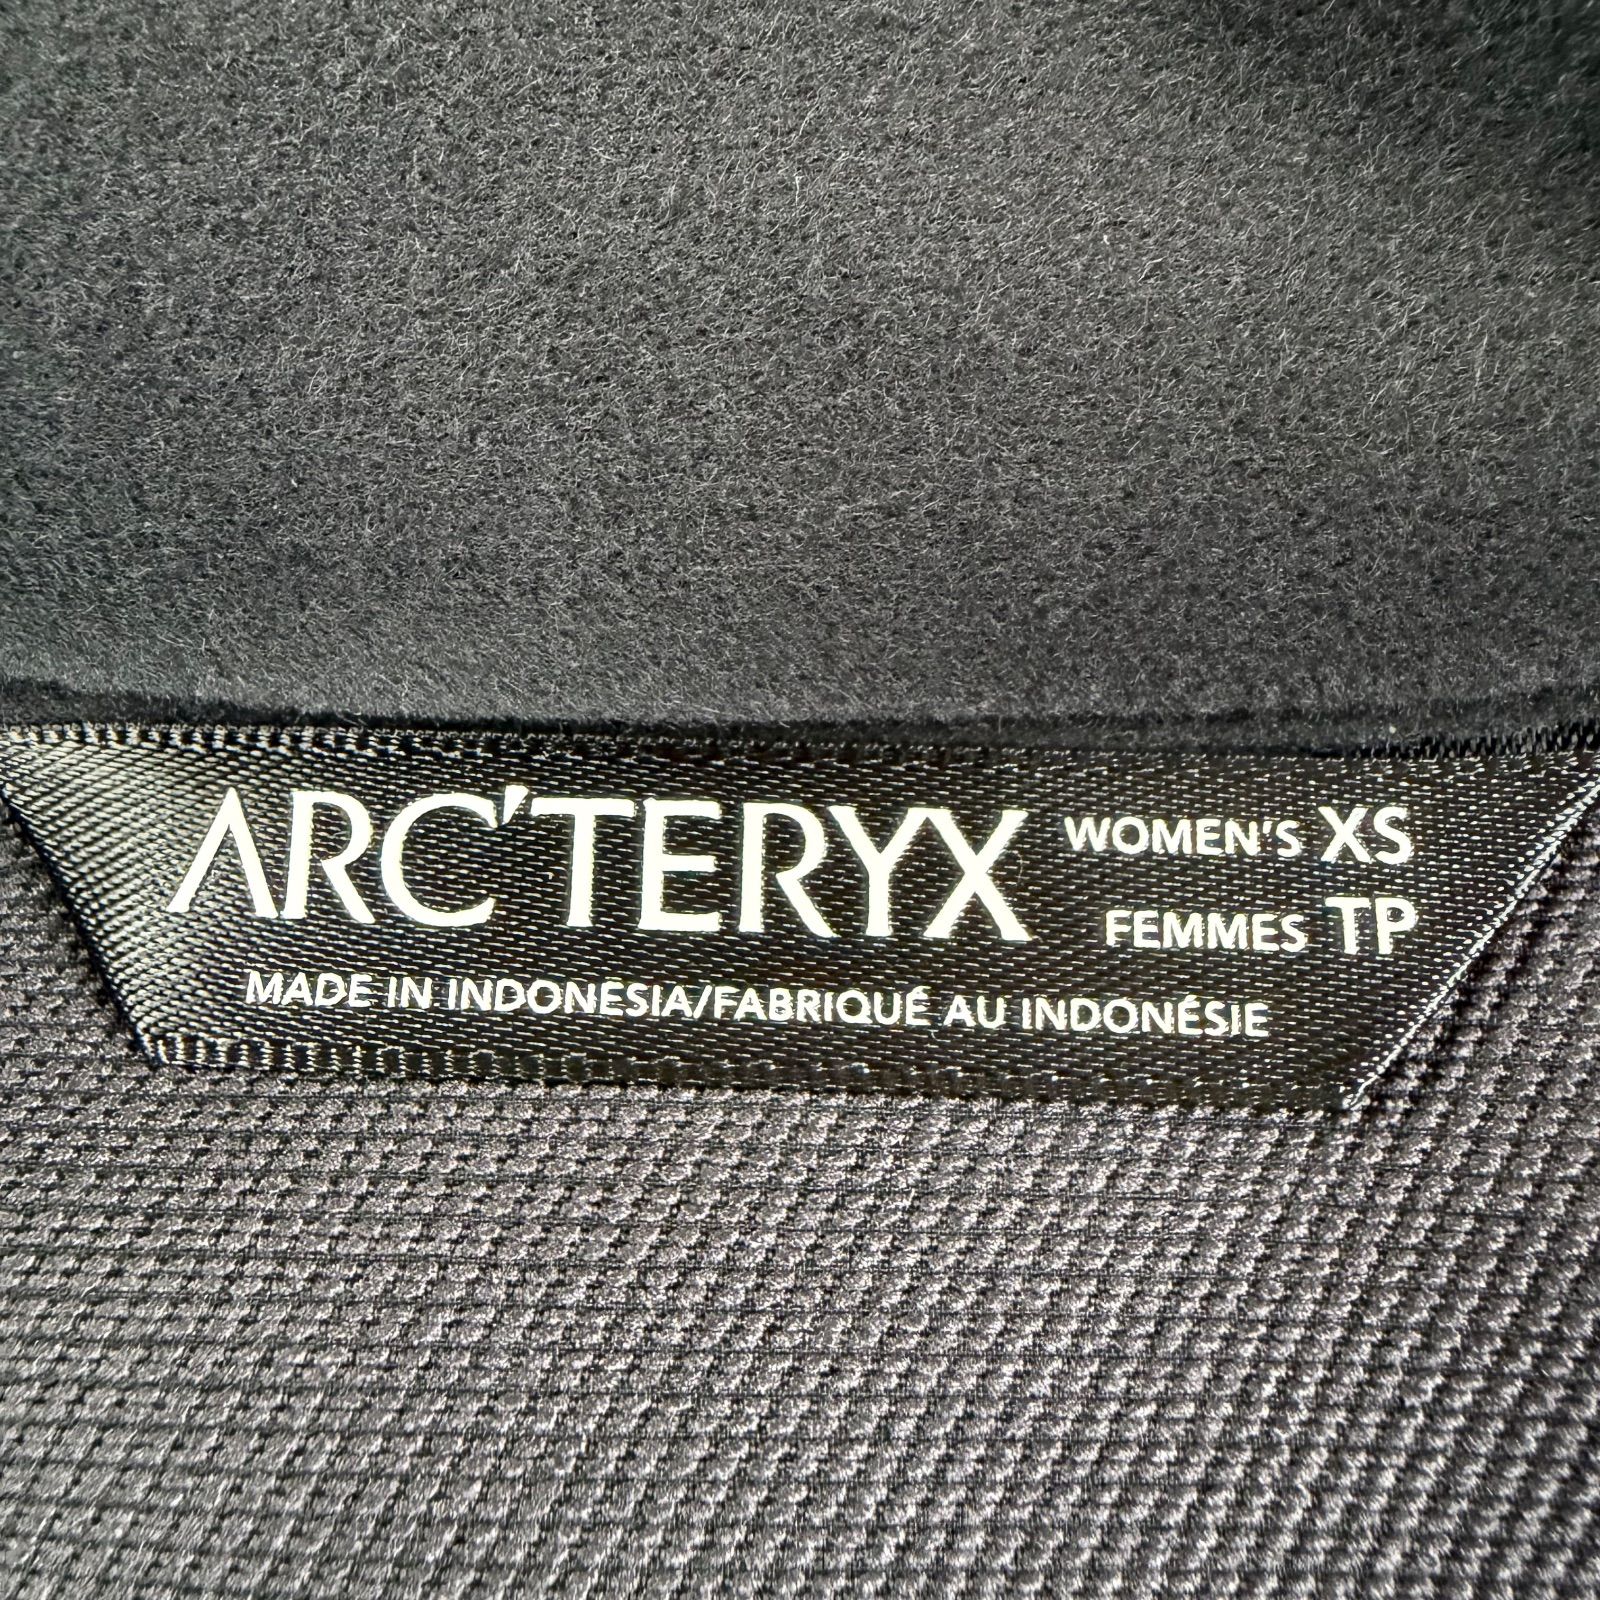 ARC'TERYX WOMEN'S XS
FEMMES TP
MADE IN INDONESIA/FABRIQUÉ AU INDONÉSIE